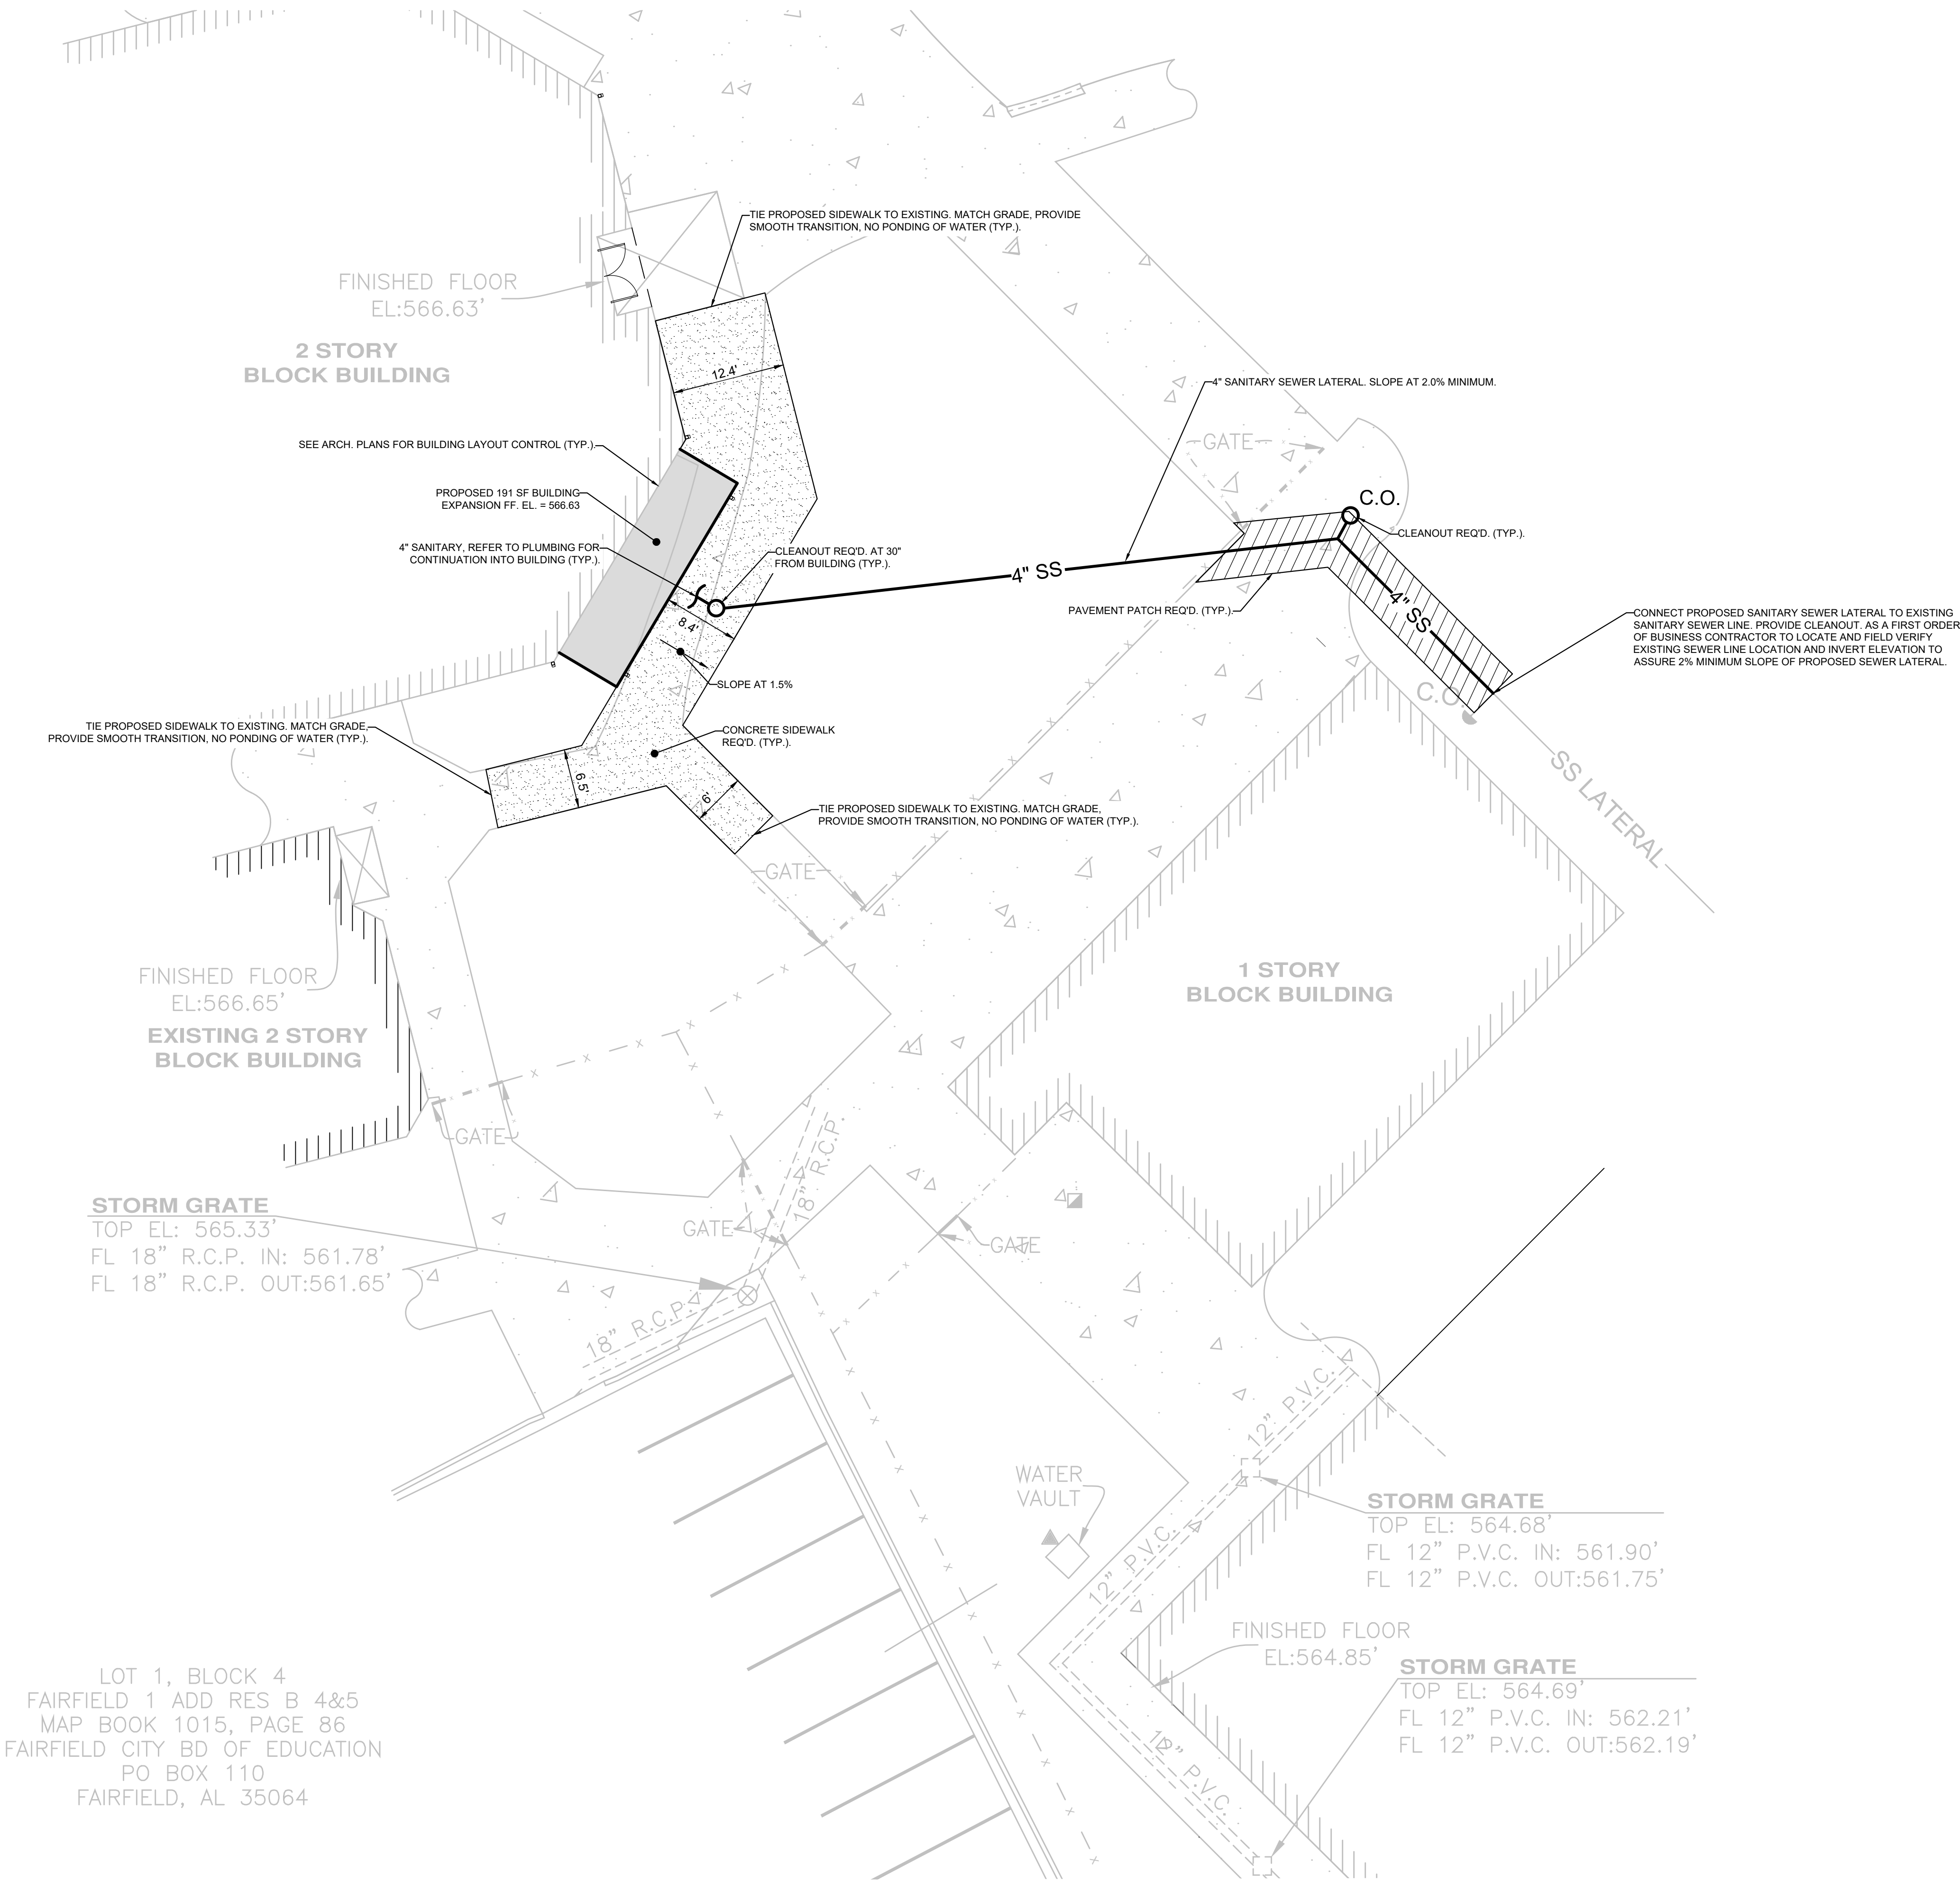 TIE PROPOSED SIDEWALK TO EXISTING. MATCH GRADE, PROVIDE
SMOOTH TRANSITION, NO PONDING OF WATER (TYP.).
FINISHED FLOOR
EL:566.63'
2 STORY
BLOCK BUILDING
12.4'
4" SANITARY SEWER LATERAL. SLOPE AT 2.0% MINIMUM.
SEE ARCH. PLANS FOR BUILDING LAYOUT CONTROL (TYP.).
GATE
PROPOSED 191 SF BUILDING
EXPANSION FF. EL. = 566.63
C.O.
CLEANOUT REQ'D. (TYP.).
4" SANITARY, REFER TO PLUMBING FOR
CONTINUATION INTO BUILDING (TYP.).
CLEANOUT REQ'D. AT 30"
FROM BUILDING (TYP.).
4" SS
4" SS
PAVEMENT PATCH REQ'D. (TYP.).
CONNECT PROPOSED SANITARY SEWER LATERAL TO EXISTING
SANITARY SEWER LINE. PROVIDE CLEANOUT. AS A FIRST ORDER
OF BUSINESS CONTRACTOR TO LOCATE AND FIELD VERIFY
EXISTING SEWER LINE LOCATION AND INVERT ELEVATION TO
ASSURE 2% MINIMUM SLOPE OF PROPOSED SEWER LATERAL.
8.4'
SLOPE AT 1.5%
C.O.
TIE PROPOSED SIDEWALK TO EXISTING. MATCH GRADE,
PROVIDE SMOOTH TRANSITION, NO PONDING OF WATER (TYP.).
CONCRETE SIDEWALK
REQ'D. (TYP.).
6.5'
6'
SS LATERAL
TIE PROPOSED SIDEWALK TO EXISTING. MATCH GRADE,
PROVIDE SMOOTH TRANSITION, NO PONDING OF WATER (TYP.).
GATE
FINISHED FLOOR
EL:566.65'
EXISTING 2 STORY
BLOCK BUILDING
1 STORY
BLOCK BUILDING
GATE
18" R.C.P.
STORM GRATE
TOP EL: 565.33'
FL 18" R.C.P. IN: 561.78'
FL 18" R.C.P. OUT:561.65'
GATE
GATE
18" R.C.P.
12" P.V.C.
WATER
VAULT
STORM GRATE
TOP EL: 564.68'
FL 12" P.V.C. IN: 561.90'
FL 12" P.V.C. OUT:561.75'
12" P.V.C.
FINISHED FLOOR
EL:564.85'
STORM GRATE
TOP EL: 564.69'
FL 12" P.V.C. IN: 562.21'
FL 12" P.V.C. OUT:562.19'
12" P.V.C.
LOT 1, BLOCK 4
FAIRFIELD 1 ADD RES B 4&5
MAP BOOK 1015, PAGE 86
FAIRFIELD CITY BD OF EDUCATION
PO BOX 110
FAIRFIELD, AL 35064